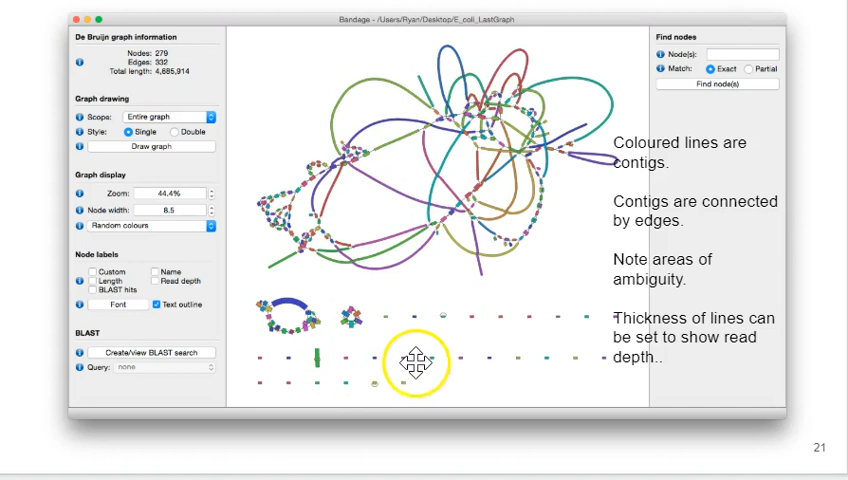 Bandage - /Users/Ryan/Desktop/E_coli_LastGraph
De Bruijn graph information
Nodes: 279
Edges: 332
Total length: 4,685,914
Graph drawing
Scope: Entire graph
Style: Single Double
Draw graph
Graph display
Zoom: 44.4%
Node width: 8.5
Random colours
Node labels
Custom Name
Length Read depth
BLAST hits
Font Text outline
BLAST
Create/view BLAST search
Query: none
Find nodes
Node(s):
Match: Exact Partial
Find node(s)
Coloured lines are
contigs.
Contigs are connected
by edges.
Note areas of
ambiguity.
Thickness of lines can
be set to show read
depth..
21